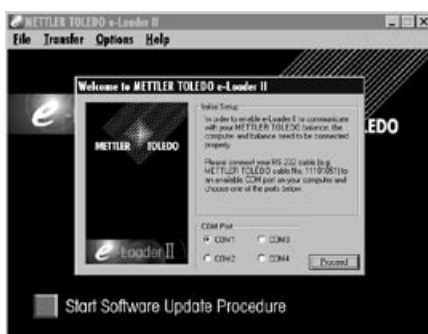 METTLER TOLEDO e-Loader II
File Transfer Options Help
Welcome to METTLER TOLEDO e-Loader II
METTLER TOLEDO
e-Loader II
Initial Setup
In order to enable e-Loader II to communicate
with your METTLER TOLEDO balance, the
computer and balance need to be connected
properly.
Please connect your RS-232 cable (e.g.
METTLER TOLEDO cable No. 11101051) to
an available COM port on your computer and
choose one of the ports below.
COM Port
COM1 COM3
COM2 COM4
Proceed
e
LEDO
Start Software Update Procedure